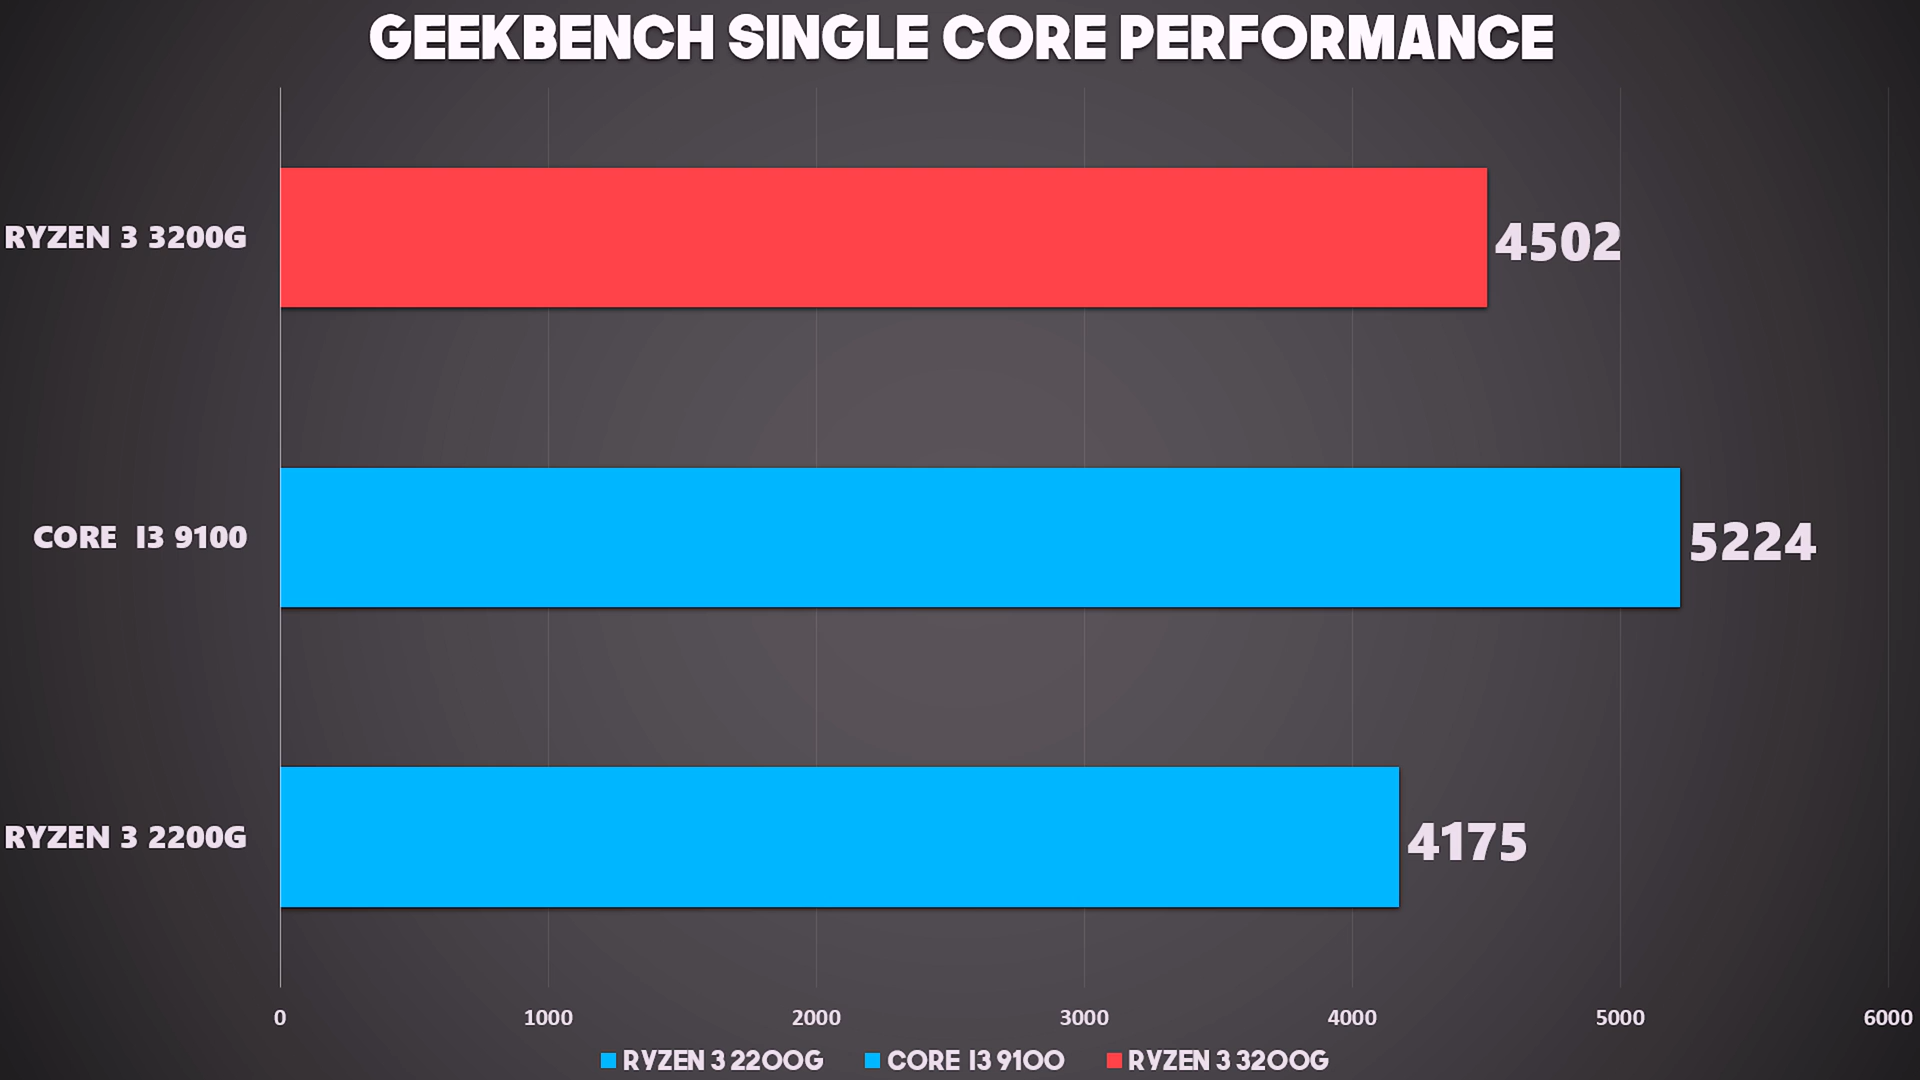 GEEKBENCH SINGLE CORE PERFORMANCE
RYZEN 3 3200G
4502
CORE I3 9100
5224
RYZEN 3 2200G
4175
0 1000 2000 3000 4000 5000 6000
RYZEN 3 2200G CORE I3 9100 RYZEN 3 3200G